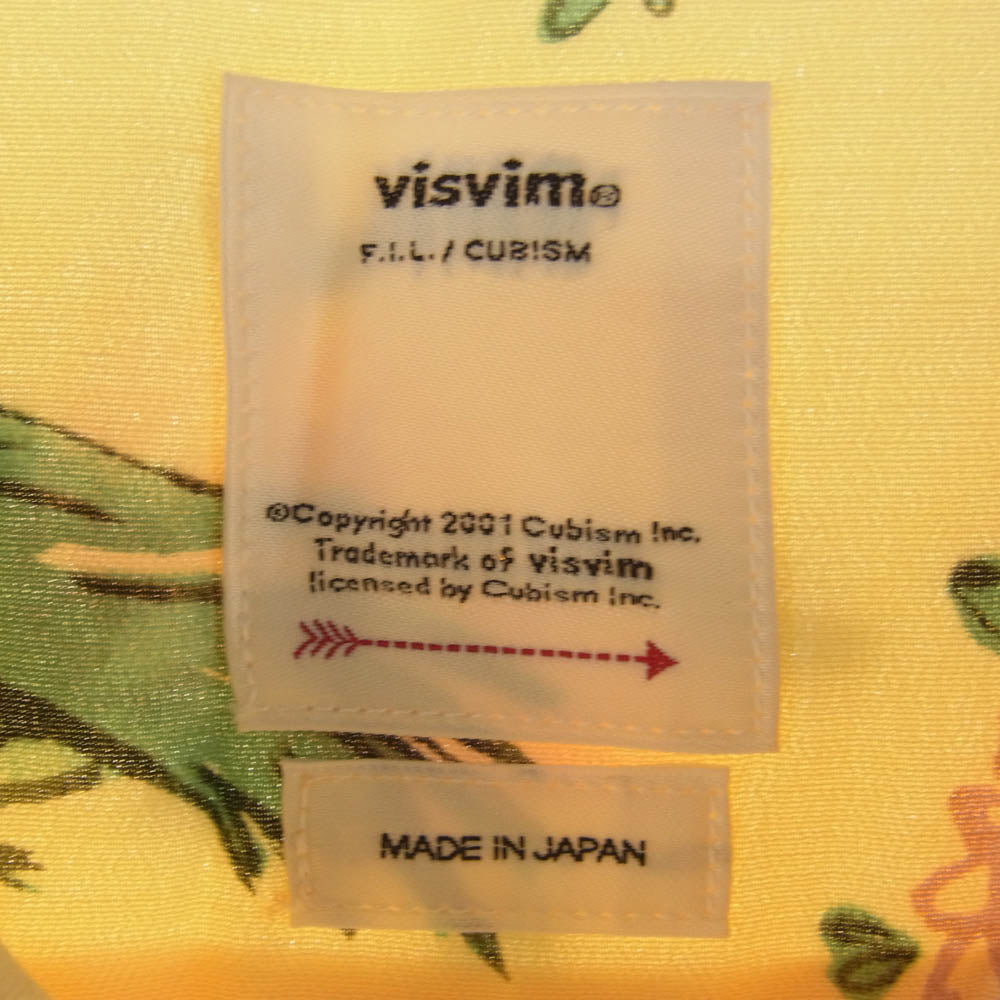 visvim®
F.I.L. / CUBISM
©Copyright 2001 Cubism Inc.
Trademark of visvim
licensed by Cubism Inc.
MADE IN JAPAN